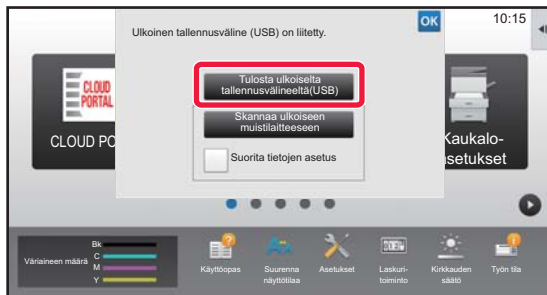 10:15
Ulkoinen tallennusväline (USB) on liitetty.
OK
Tulosta ulkoiselta
tallennusvälineeltä(USB)
Skannaa ulkoiseen
muistilaitteeseen
Suorita tietojen asetus
CLOUD
PORTAL
CLOUD PO
Kaukalo-
asetukset
Väriaineen määrä
Bk
C
M
Y
Käyttöopas
Suurenna
näyttötilaa
Asetukset
Laskuri-
toiminto
Kirkkauden
säätö
Työn tila